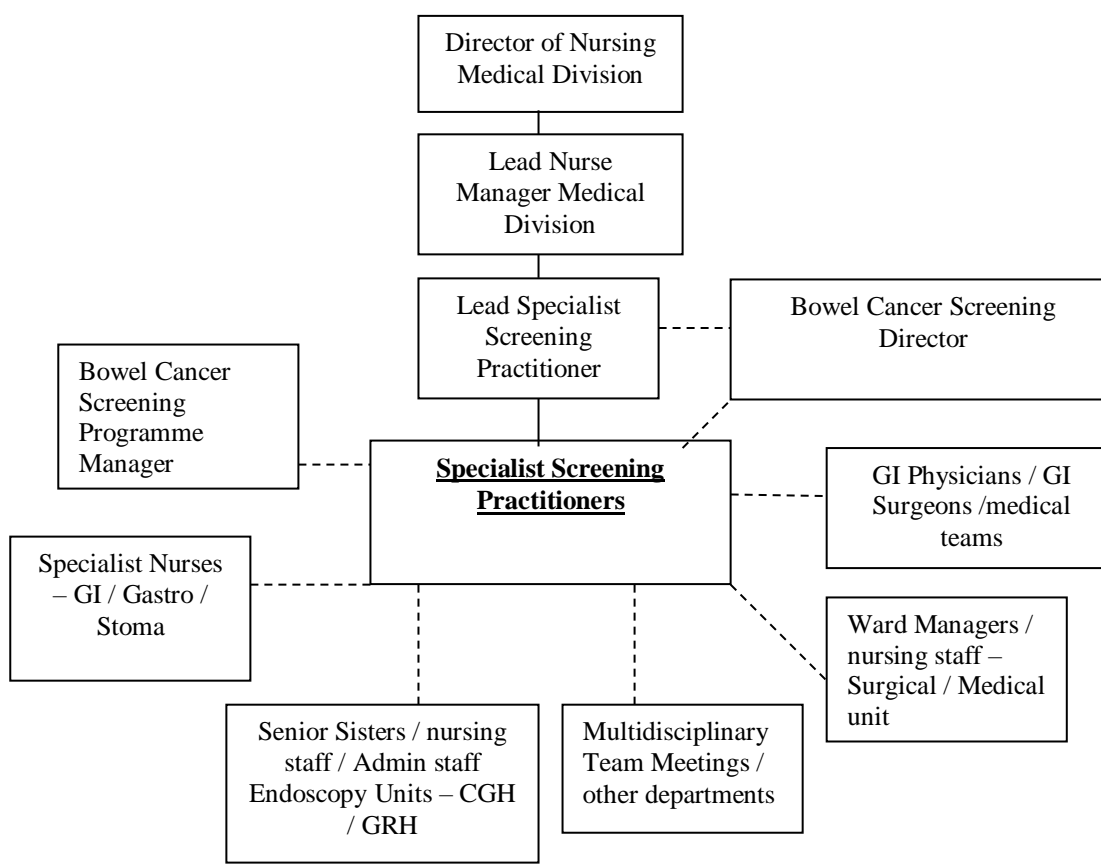 Director of Nursing
Medical Division
Lead Nurse
Manager Medical
Division
Lead Specialist
Screening
Practitioner
Bowel Cancer Screening
Director
Bowel Cancer
Screening
Programme
Manager
Specialist Screening
Practitioners
GI Physicians / GI
Surgeons /medical
teams
Specialist Nurses
– GI / Gastro /
Stoma
Ward Managers /
nursing staff –
Surgical / Medical
unit
Senior Sisters / nursing
staff / Admin staff
Endoscopy Units – CGH
/ GRH
Multidisciplinary
Team Meetings /
other departments